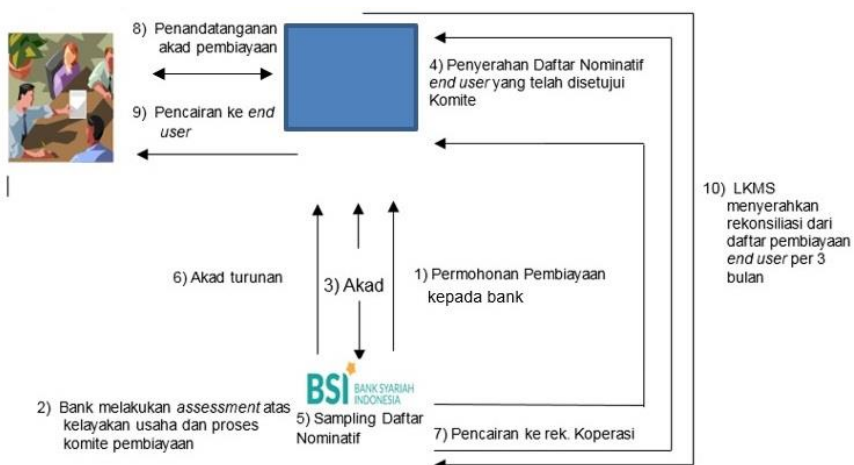 8) Penandatanganan
akad pembiayaan
9) Pencairan ke end
user
4) Penyerahan Daftar Nominatif
end user yang telah disetujui
Komite
10) LKMS
menyerahkan
rekonsiliasi dari
daftar pembiayaan
end user per 3
bulan
6) Akad turunan
3) Akad
1) Permohonan Pembiayaan
kepada bank
BSI BANK SYARIAH
INDONESIA
2) Bank melakukan assessment atas
kelayakan usaha dan proses
komite pembiayaan
5) Sampling Daftar
Nominatif
7) Pencairan ke rek. Koperasi